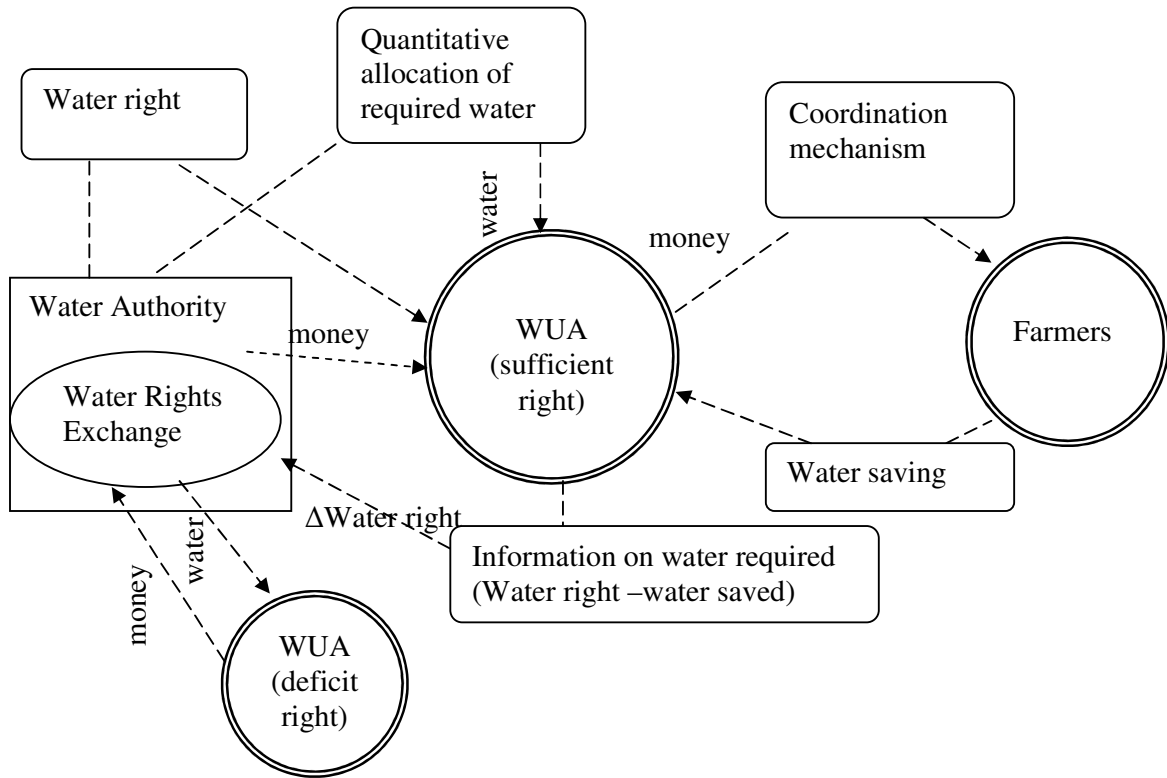 Water right
Quantitative
allocation of
required water
Coordination
mechanism
water
money
Water Authority
money
WUA
(sufficient
right)
Farmers
Water Rights
Exchange
Water saving
ΔWater right
Information on water required
(Water right –water saved)
water
money
WUA
(deficit
right)